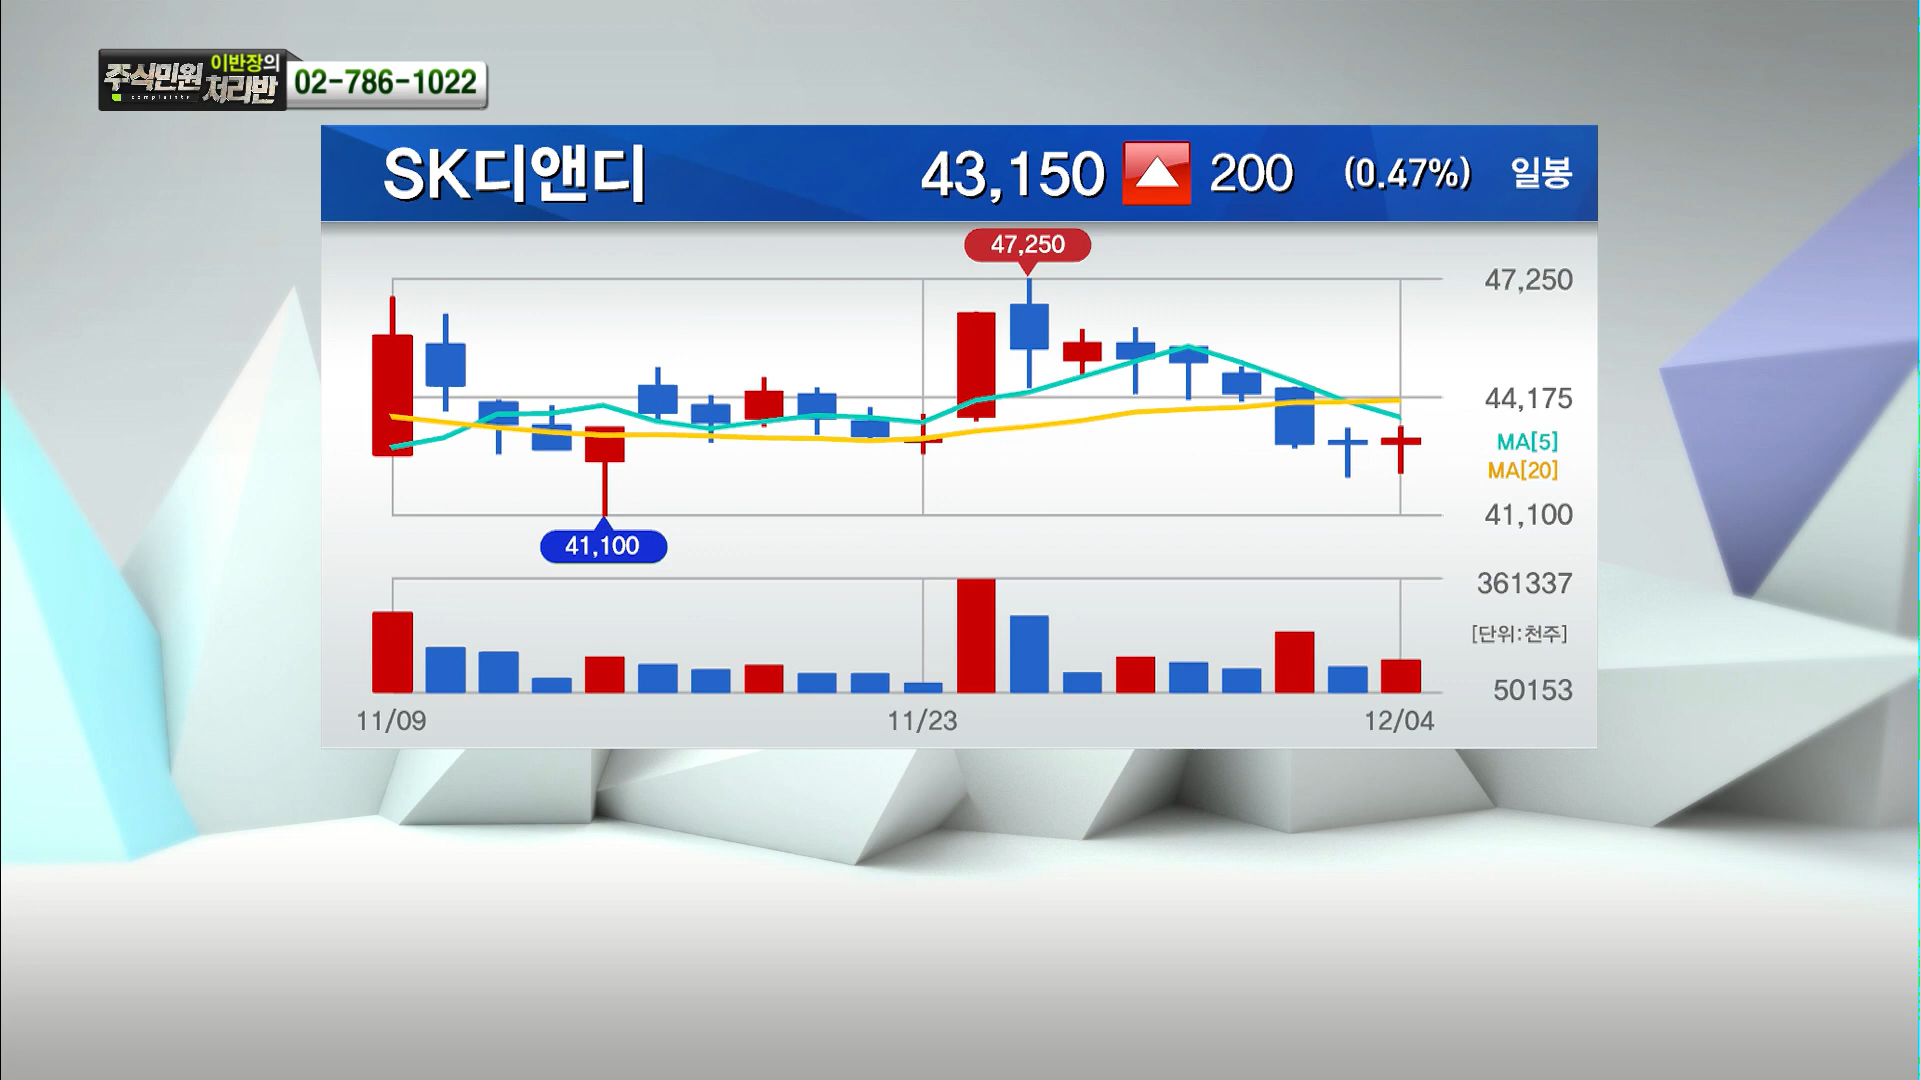 이반장의
주식민원 처리반
complaints
02-786-1022
SK디앤디 43,150 ▲ 200 (0.47%) 일봉
47,250
47,250
44,175
MA[5]
MA[20]
41,100
41,100
361337
[단위:천주]
50153
11/09 11/23 12/04